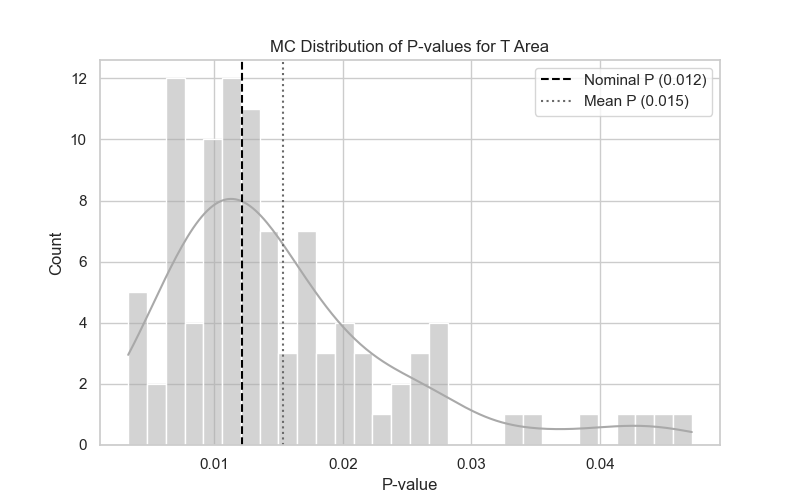 MC Distribution of P-values for T Area
Nominal P (0.012)
Mean P (0.015)
12
10
8
6
4
2
0
Count
0.01
0.02
0.03
0.04
P-value